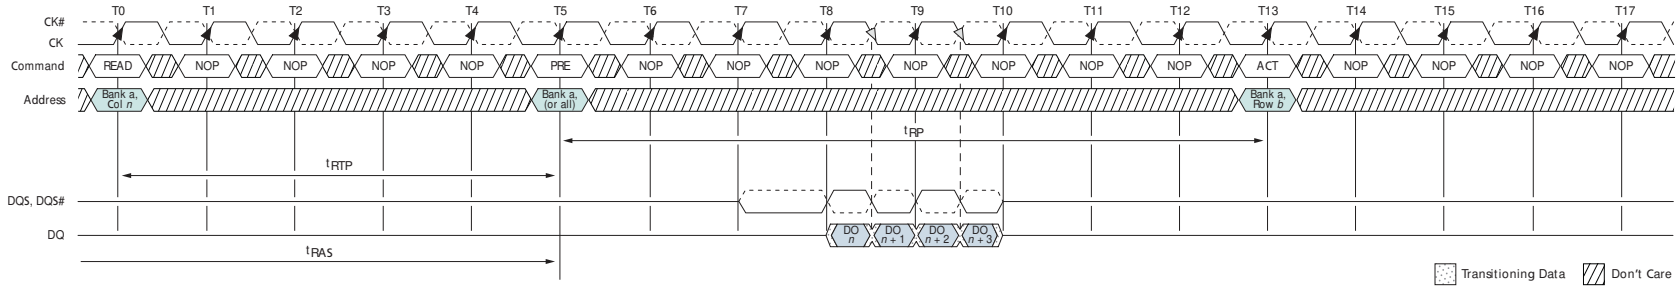 T0 T1 T2 T3 T4 T5 T6 T7 T8 T9 T10 T11 T12 T13 T14 T15 T16 T17
CK#
CK
Command READ NOP NOP NOP NOP PRE NOP NOP NOP NOP NOP NOP NOP ACT NOP NOP NOP NOP
Address Bank a, Col n Bank a, (or all) Bank a, Row b
tRP
tRTP
DQS, DQS#
DQ DO n DO n + 1 DO n + 2 DO n + 3
tRAS
Transitioning Data Don't Care